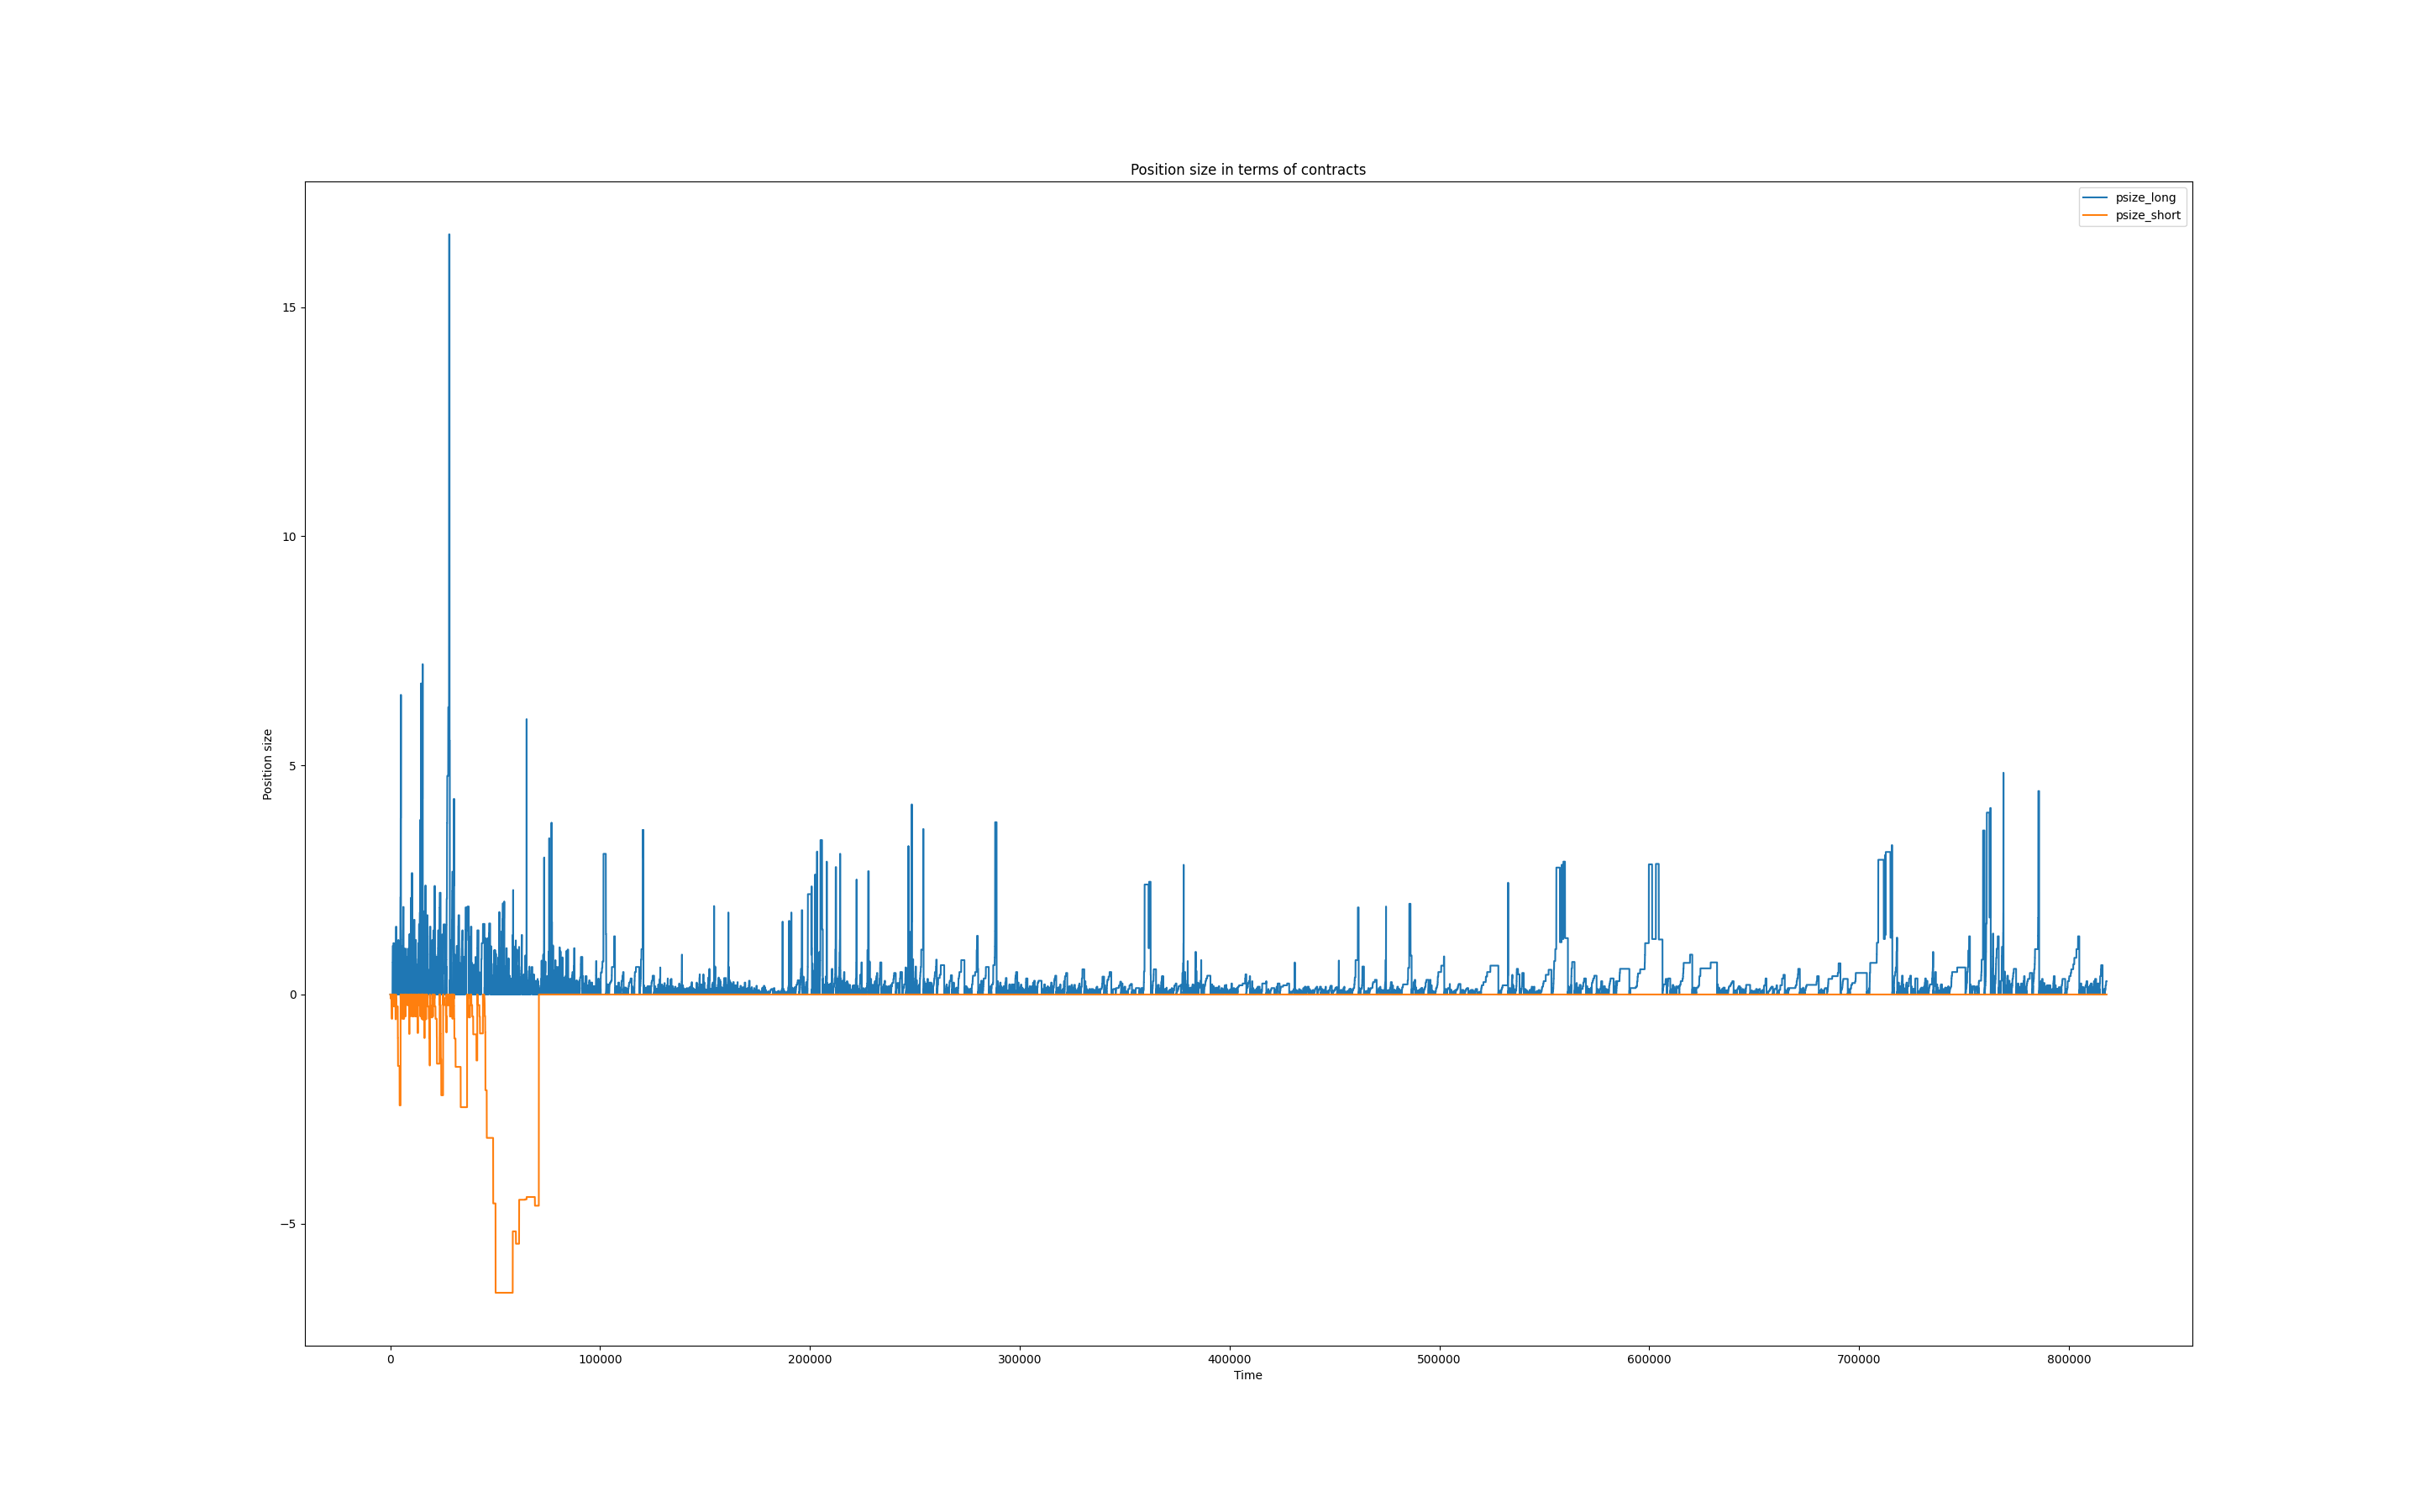 Position size in terms of contracts
psize_long
psize_short
15
10
5
0
−5
Position size
0 100000 200000 300000 400000 500000 600000 700000 800000
Time